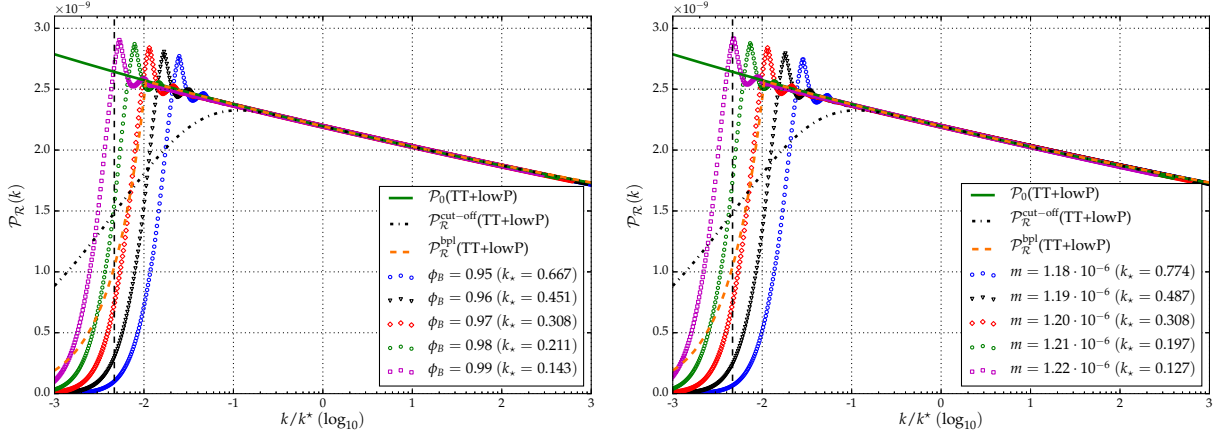 ×10⁻⁹
3.0
2.5
2.0
1.5
1.0
0.5
0.0
P_R(k)
-3 -2 -1 0 1 2 3
k/k⋆ (log₁₀)
P₀(TT+lowP)
P_R^cut−off(TT+lowP)
P_R^bpl(TT+lowP)
ϕ_B = 0.95 (k⋆ = 0.667)
ϕ_B = 0.96 (k⋆ = 0.451)
ϕ_B = 0.97 (k⋆ = 0.308)
ϕ_B = 0.98 (k⋆ = 0.211)
ϕ_B = 0.99 (k⋆ = 0.143)
×10⁻⁹
3.0
2.5
2.0
1.5
1.0
0.5
0.0
P_R(k)
-3 -2 -1 0 1 2 3
k/k⋆ (log₁₀)
P₀(TT+lowP)
P_R^cut−off(TT+lowP)
P_R^bpl(TT+lowP)
m = 1.18 · 10⁻⁶ (k⋆ = 0.774)
m = 1.19 · 10⁻⁶ (k⋆ = 0.487)
m = 1.20 · 10⁻⁶ (k⋆ = 0.308)
m = 1.21 · 10⁻⁶ (k⋆ = 0.197)
m = 1.22 · 10⁻⁶ (k⋆ = 0.127)